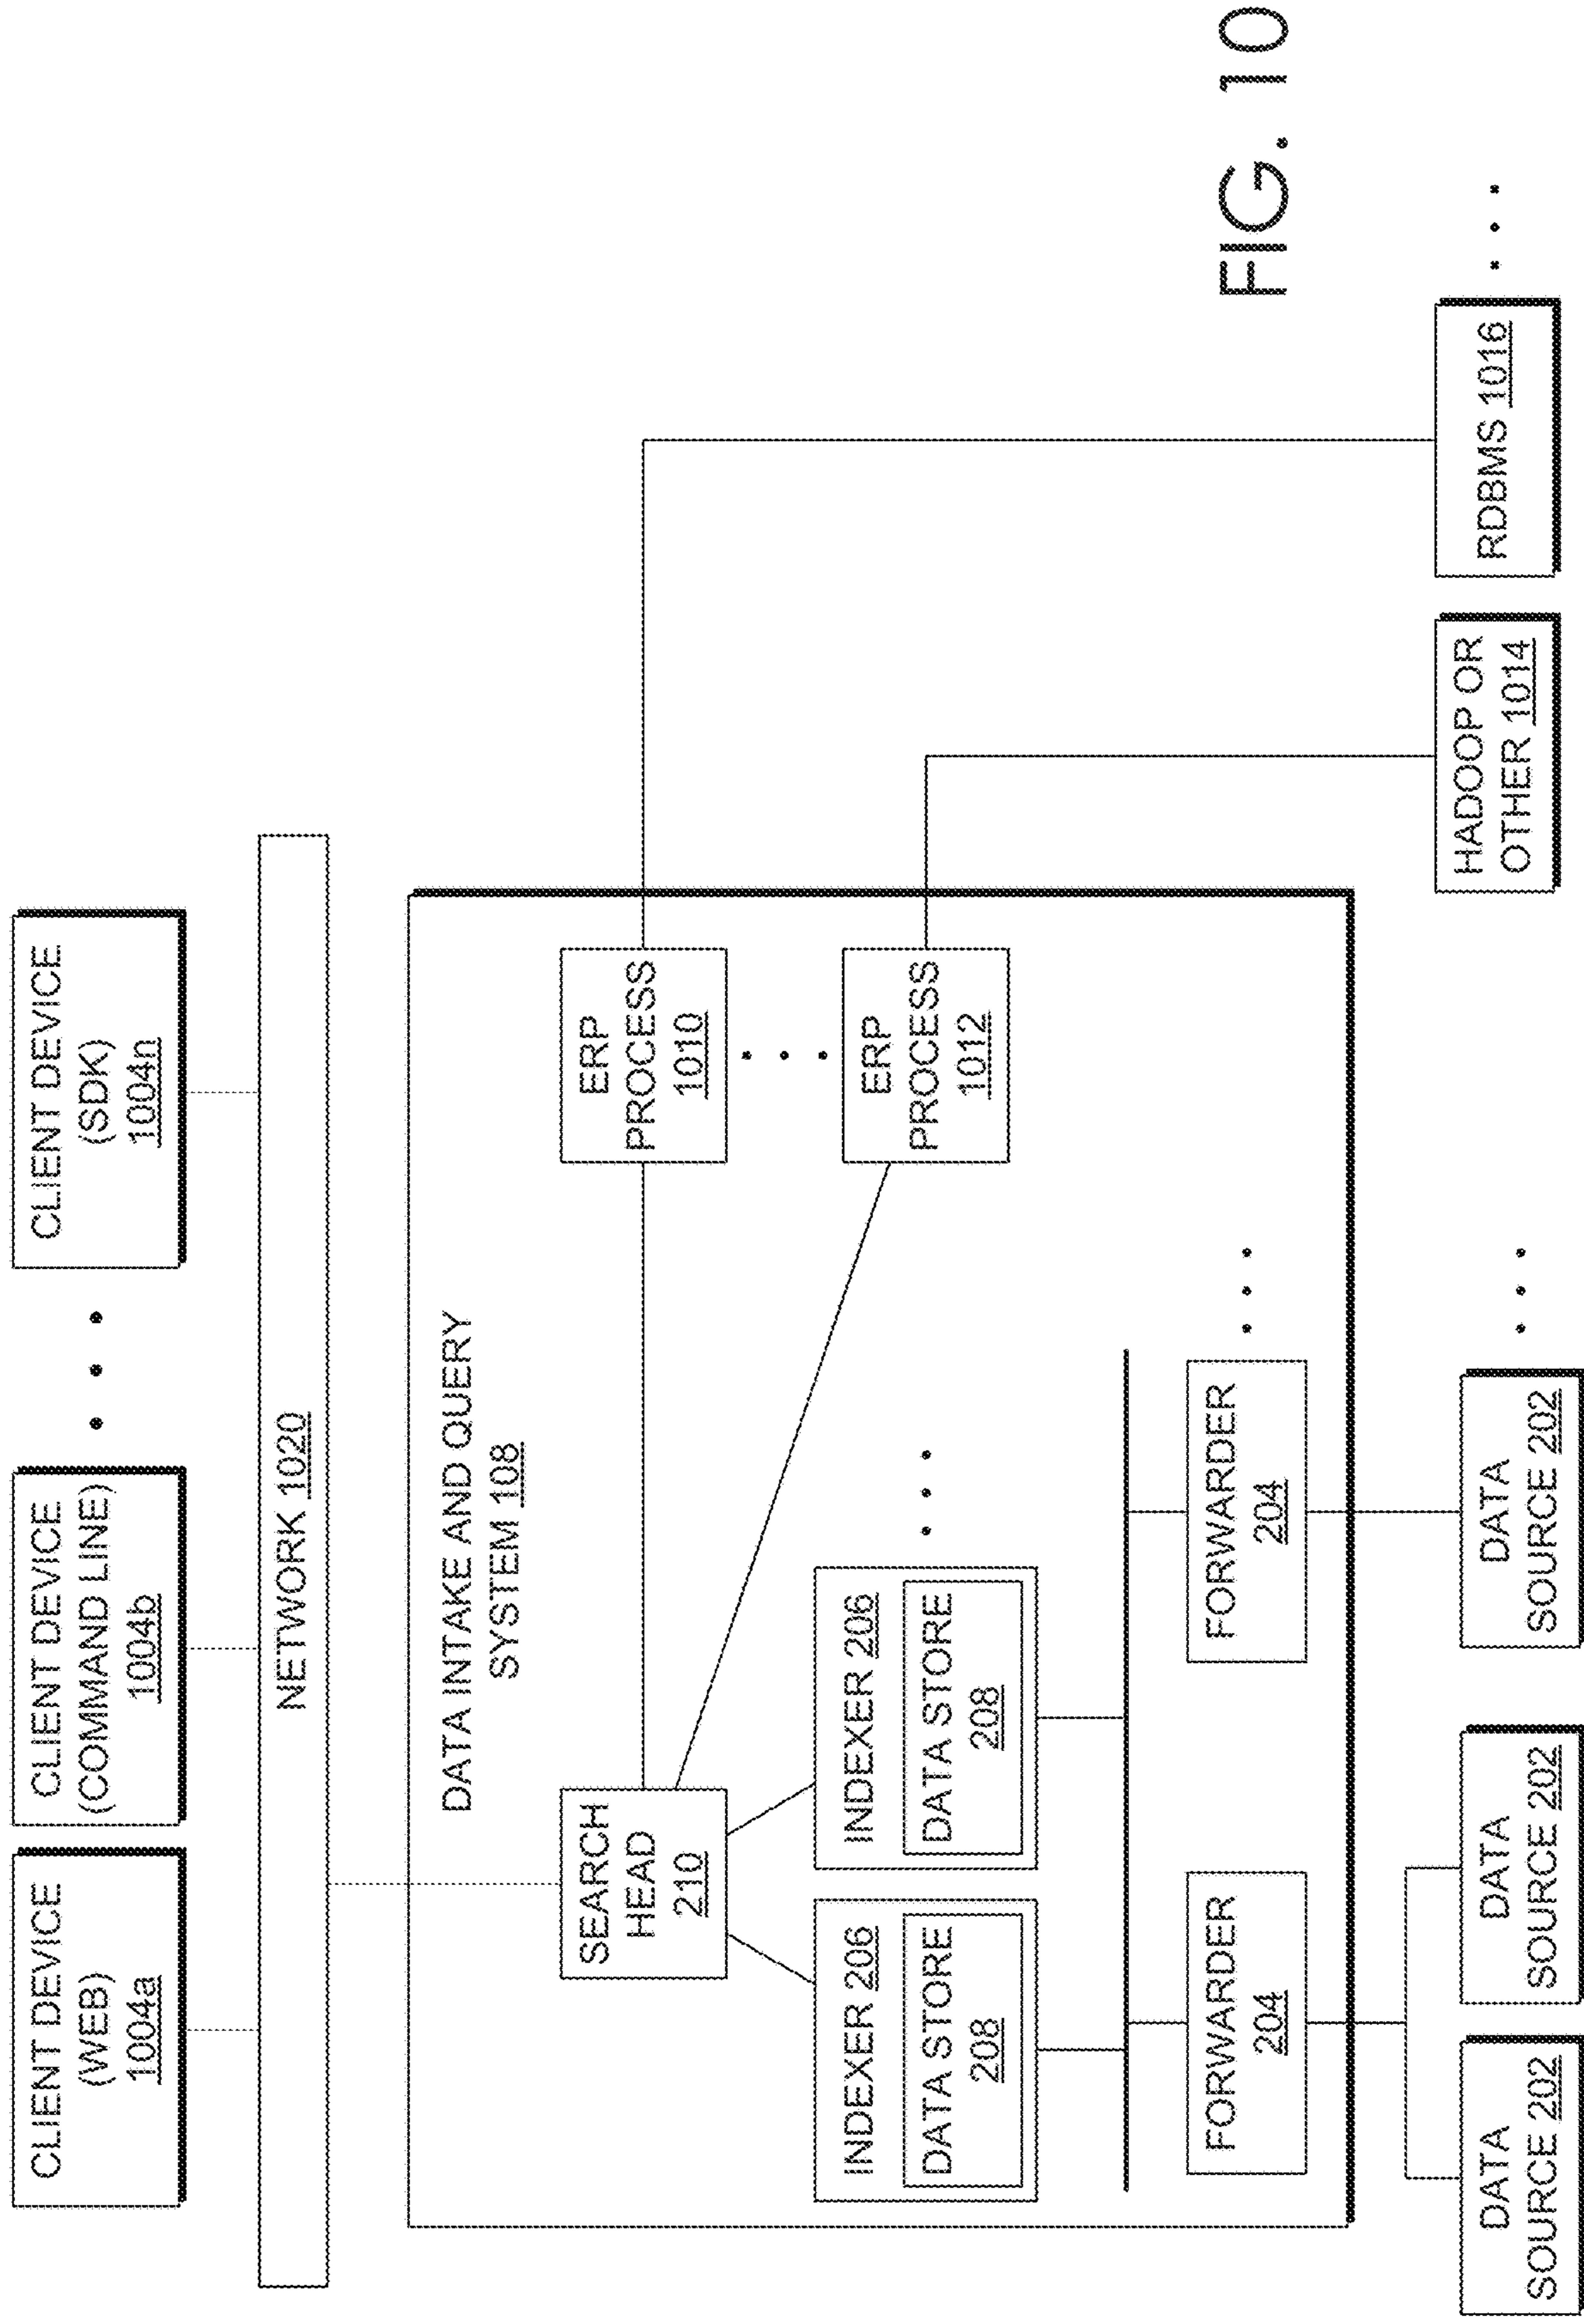 CLIENT DEVICE
(WEB)
1004a
CLIENT DEVICE
(COMMAND LINE)
1004b
CLIENT DEVICE
(SDK)
1004n
NETWORK 1020
DATA INTAKE AND QUERY
SYSTEM 108
SEARCH
HEAD
210
ERP
PROCESS
1010
ERP
PROCESS
1012
INDEXER 206
DATA STORE
208
INDEXER 206
DATA STORE
208
FORWARDER
204
FORWARDER
204
DATA
SOURCE 202
DATA
SOURCE 202
DATA
SOURCE 202
HADOOP OR
OTHER 1014
RDBMS 1016
FIG. 10